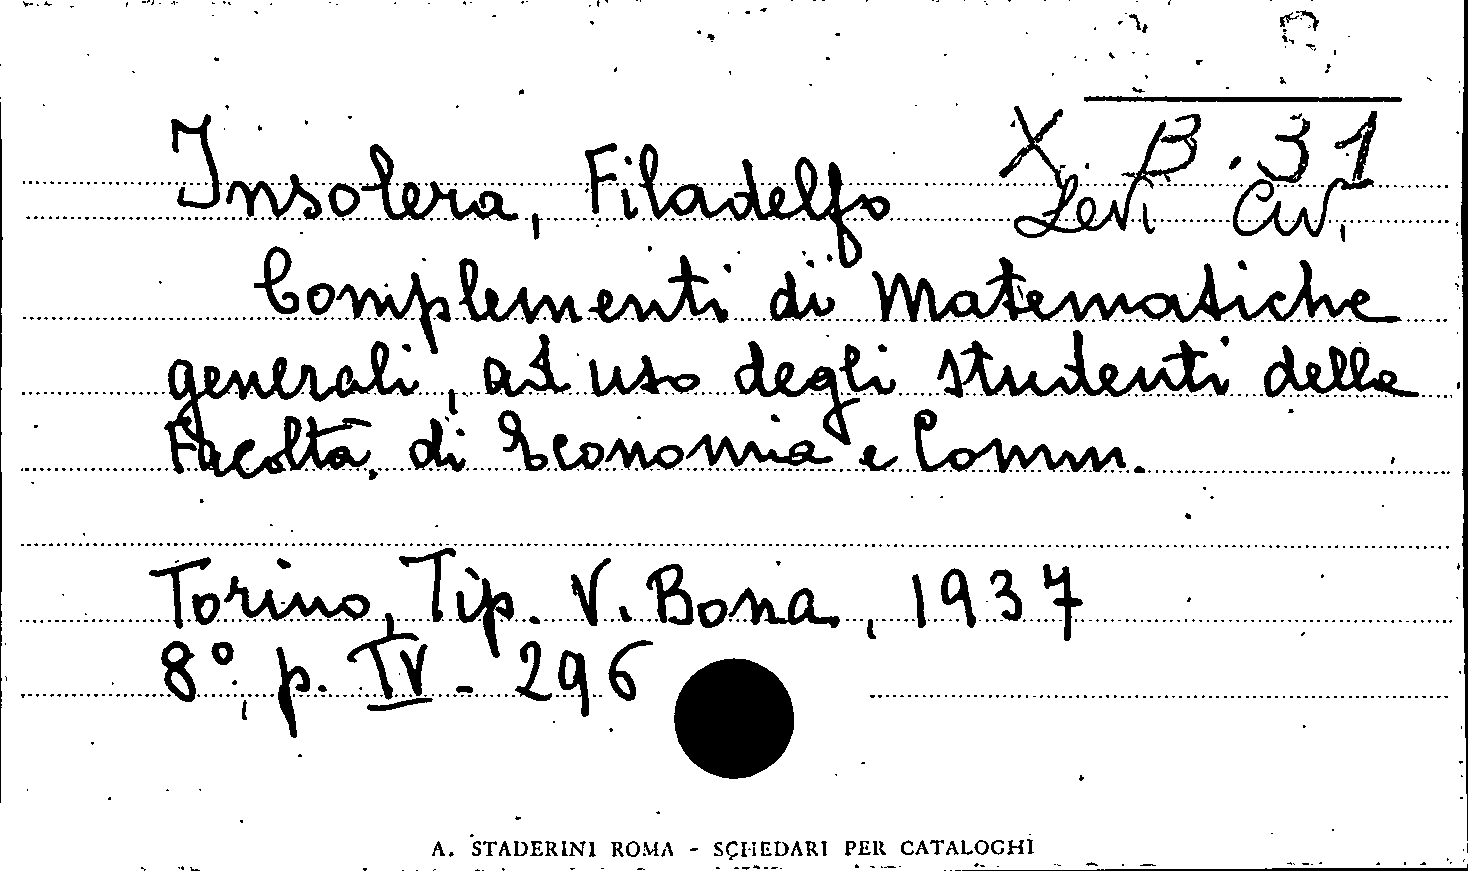 X. B. 31
Insolera, Filadelfo Levi Civ.
Complementi di Matematiche
generali, ad uso degli studenti della
Facoltà di Economia e Comm.
Torino, Tip. V. Bona, 1937
8°, p. IV - 296
A. STADERINI ROMA - SCHEDARI PER CATALOGHI